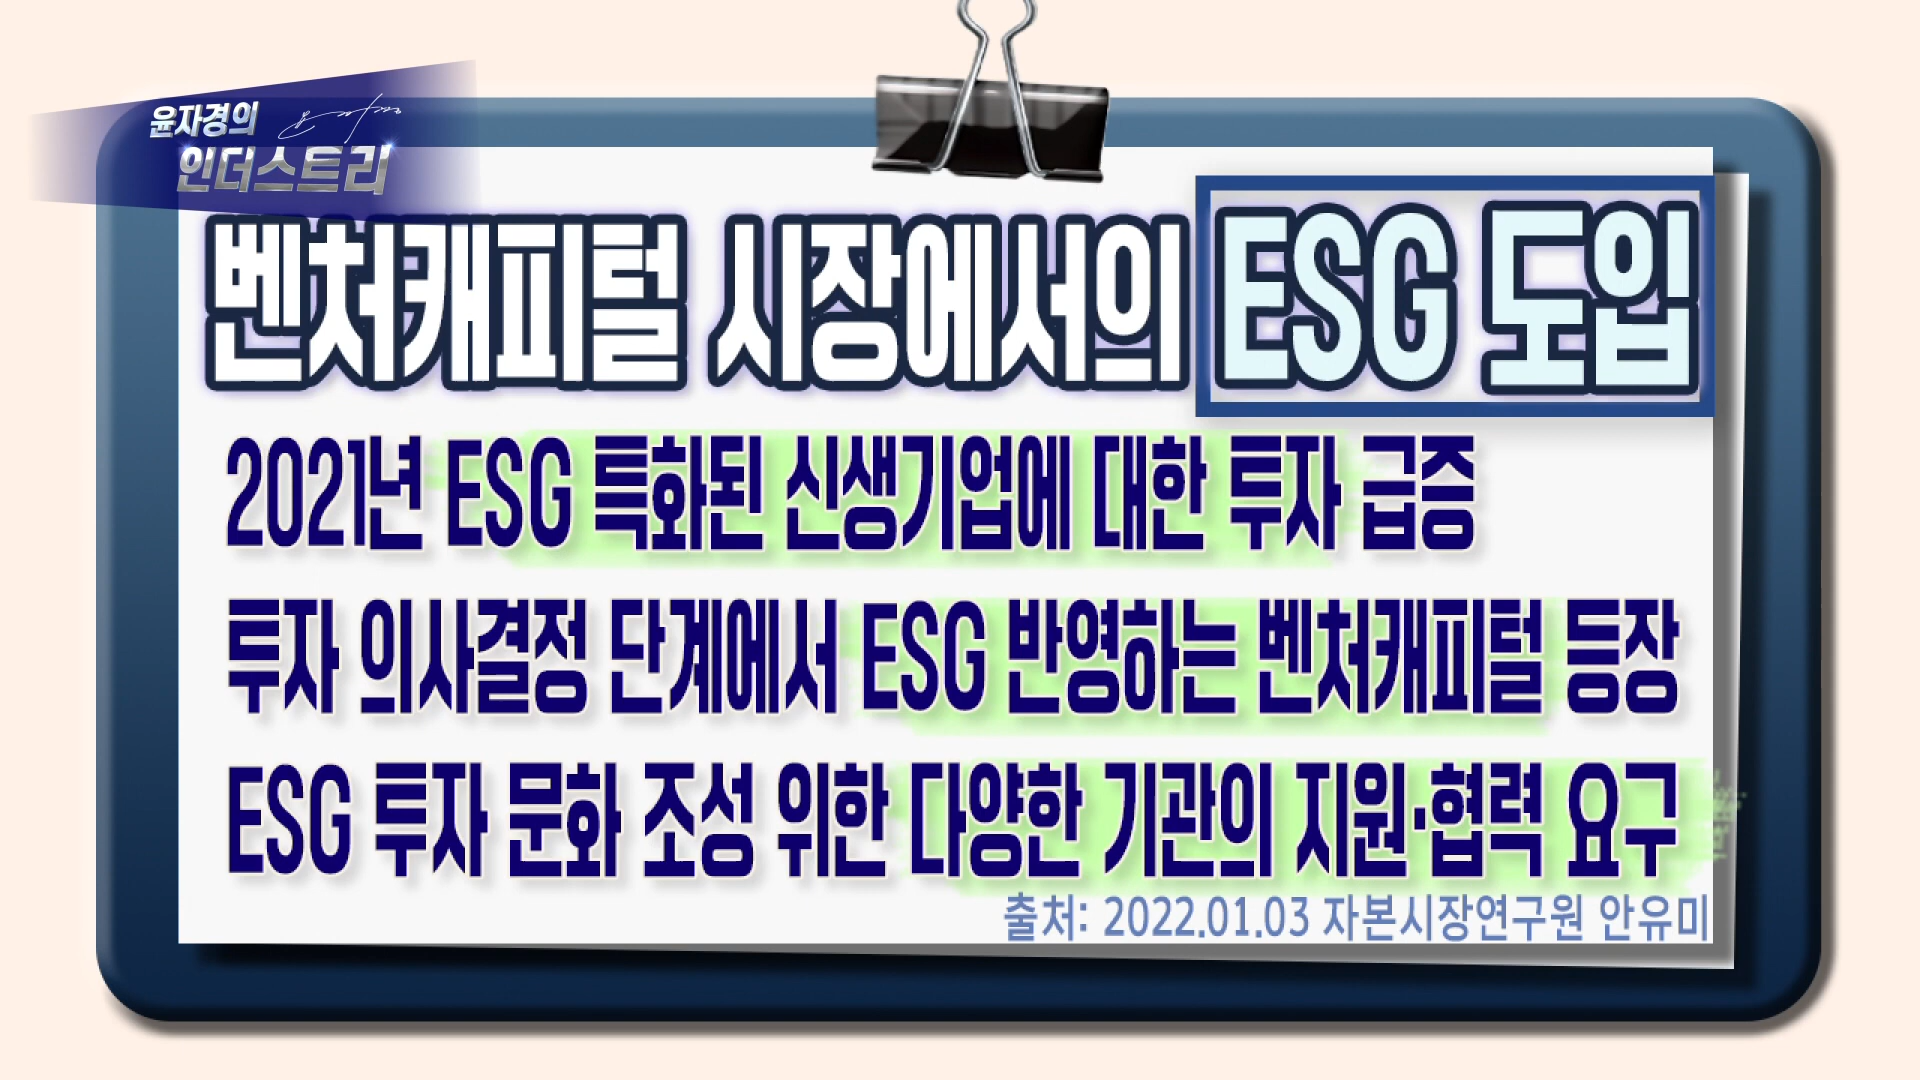 윤자경의
인더스트리
벤처캐피털 시장에서의 ESG 도입
2021년 ESG 특화된 신생기업에 대한 투자 급증
투자 의사결정 단계에서 ESG 반영하는 벤처캐피털 등장
ESG 투자 문화 조성 위한 다양한 기관의 지원·협력 요구
출처: 2022.01.03 자본시장연구원 안유미